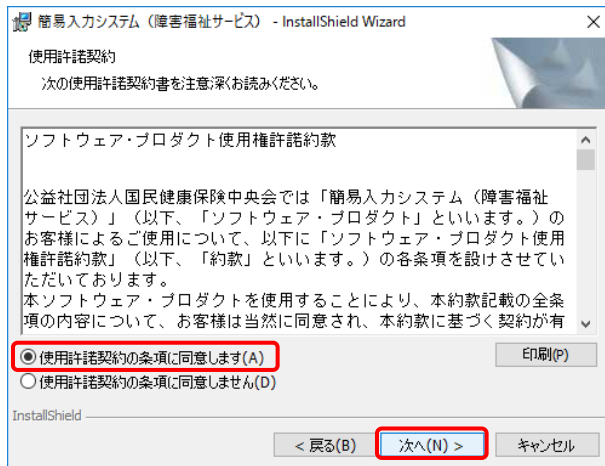 簡易入力システム（障害福祉サービス） - InstallShield Wizard
使用許諾契約
次の使用許諾契約書を注意深くお読みください。
ソフトウェア・プロダクト使用権許諾約款
公益社団法人国民健康保険中央会では「簡易入力システム（障害福祉
サービス）」（以下、「ソフトウェア・プロダクト」といいます。）の
お客様によるご使用について、以下に「ソフトウェア・プロダクト使用
権許諾約款」（以下、「約款」といいます。）の各条項を設けさせてい
ただいております。
本ソフトウェア・プロダクトを使用することにより、本約款記載の全条
項の内容について、お客様は当然に同意され、本約款に基づく契約が有
使用許諾契約の条項に同意します(A)
印刷(P)
使用許諾契約の条項に同意しません(D)
InstallShield
< 戻る(B)
次へ(N) >
キャンセル